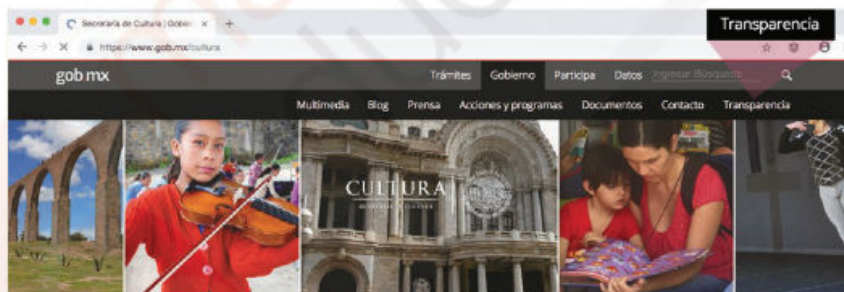 Secretaría de Cultura | Gobier
Transparencia
https://www.gob.mx/cultura
gob mx
Trámites Gobierno Participa Datos Ingresar Búsqueda
Multimedia Blog Prensa Acciones y programas Documentos Contacto Transparencia
CULTURA